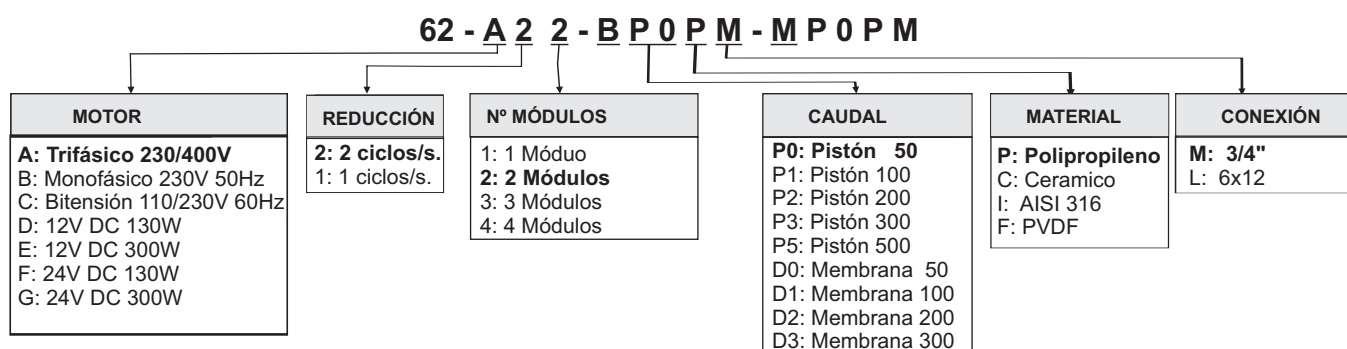 62 - A 2 2 - B P 0 P M - M P 0 P M
MOTOR
A: Trifásico 230/400V
B: Monofásico 230V 50Hz
C: Bitensión 110/230V 60Hz
D: 12V DC 130W
E: 12V DC 300W
F: 24V DC 130W
G: 24V DC 300W
REDUCCIÓN
2: 2 ciclos/s.
1: 1 ciclos/s.
Nº MÓDULOS
1: 1 Móduo
2: 2 Módulos
3: 3 Módulos
4: 4 Módulos
CAUDAL
P0: Pistón 50
P1: Pistón 100
P2: Pistón 200
P3: Pistón 300
P5: Pistón 500
D0: Membrana 50
D1: Membrana 100
D2: Membrana 200
D3: Membrana 300
MATERIAL
P: Polipropileno
C: Ceramico
I: AISI 316
F: PVDF
CONEXIÓN
M: 3/4"
L: 6x12